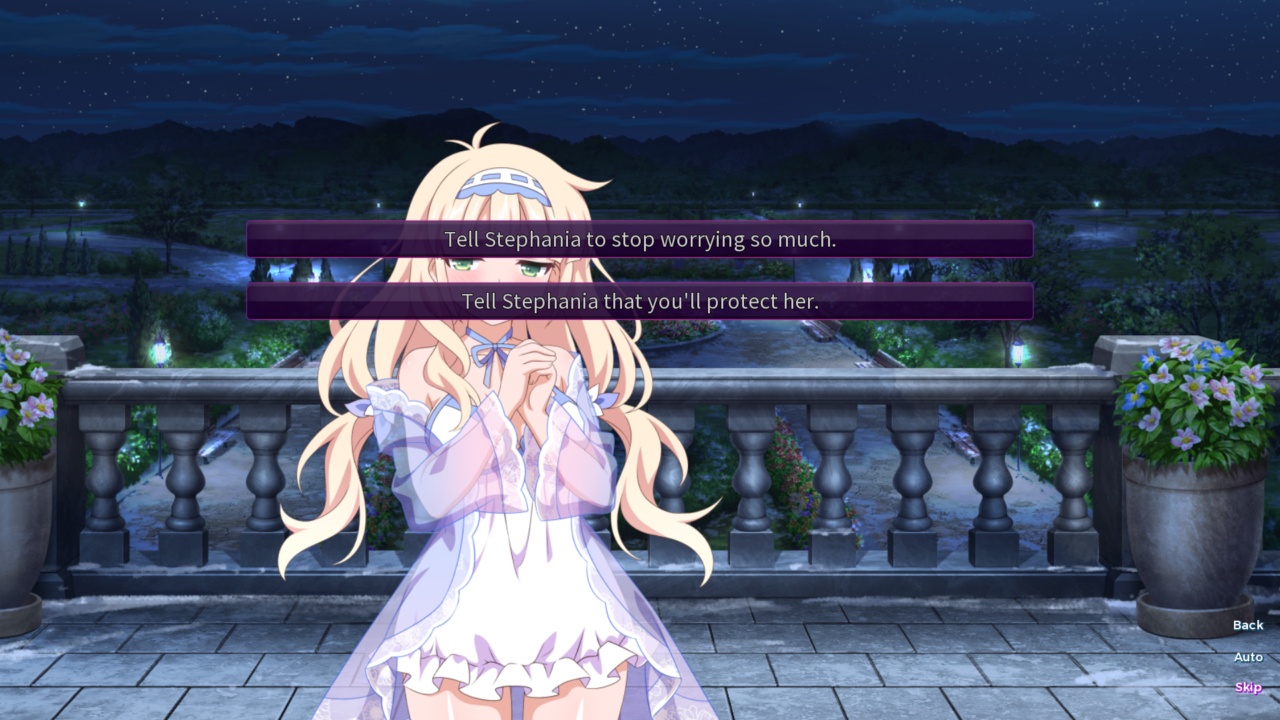 Tell Stephania to stop worrying so much.
Tell Stephania that you'll protect her.
Back
Auto
Skip